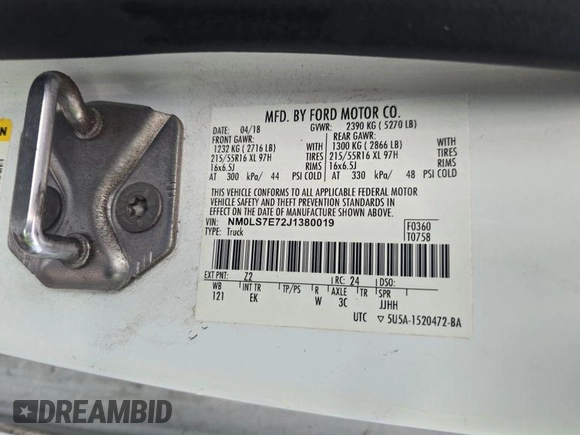 MFD. BY FORD MOTOR CO.
DATE: 04/18 GVWR: 2390 KG ( 5270 LB)
FRONT GAWR: REAR GAWR:
1232 KG ( 2716 LB) WITH 1300 KG ( 2866 LB) WITH
215/55R16 XL 97H TIRES 215/55R16 XL 97H TIRES
16x6.5J RIMS 16x6.5J RIMS
AT 300 kPa/ 44 PSI COLD AT 330 kPa/ 48 PSI COLD
THIS VEHICLE CONFORMS TO ALL APPLICABLE FEDERAL MOTOR
VEHICLE SAFETY AND THEFT PREVENTION STANDARDS IN
EFFECT ON THE DATE OF MANUFACTURE SHOWN ABOVE.
VIN: NM0LS7E72J1380019 F0360
TYPE: Truck T0758
EXT PNT: Z2 RC: 24 DSO:
WB INT TR TP/PS R AXLE TR SPR
121 EK W 3C JJHH
UTC ▽ 5U5A-1520472-BA
DREAMBID